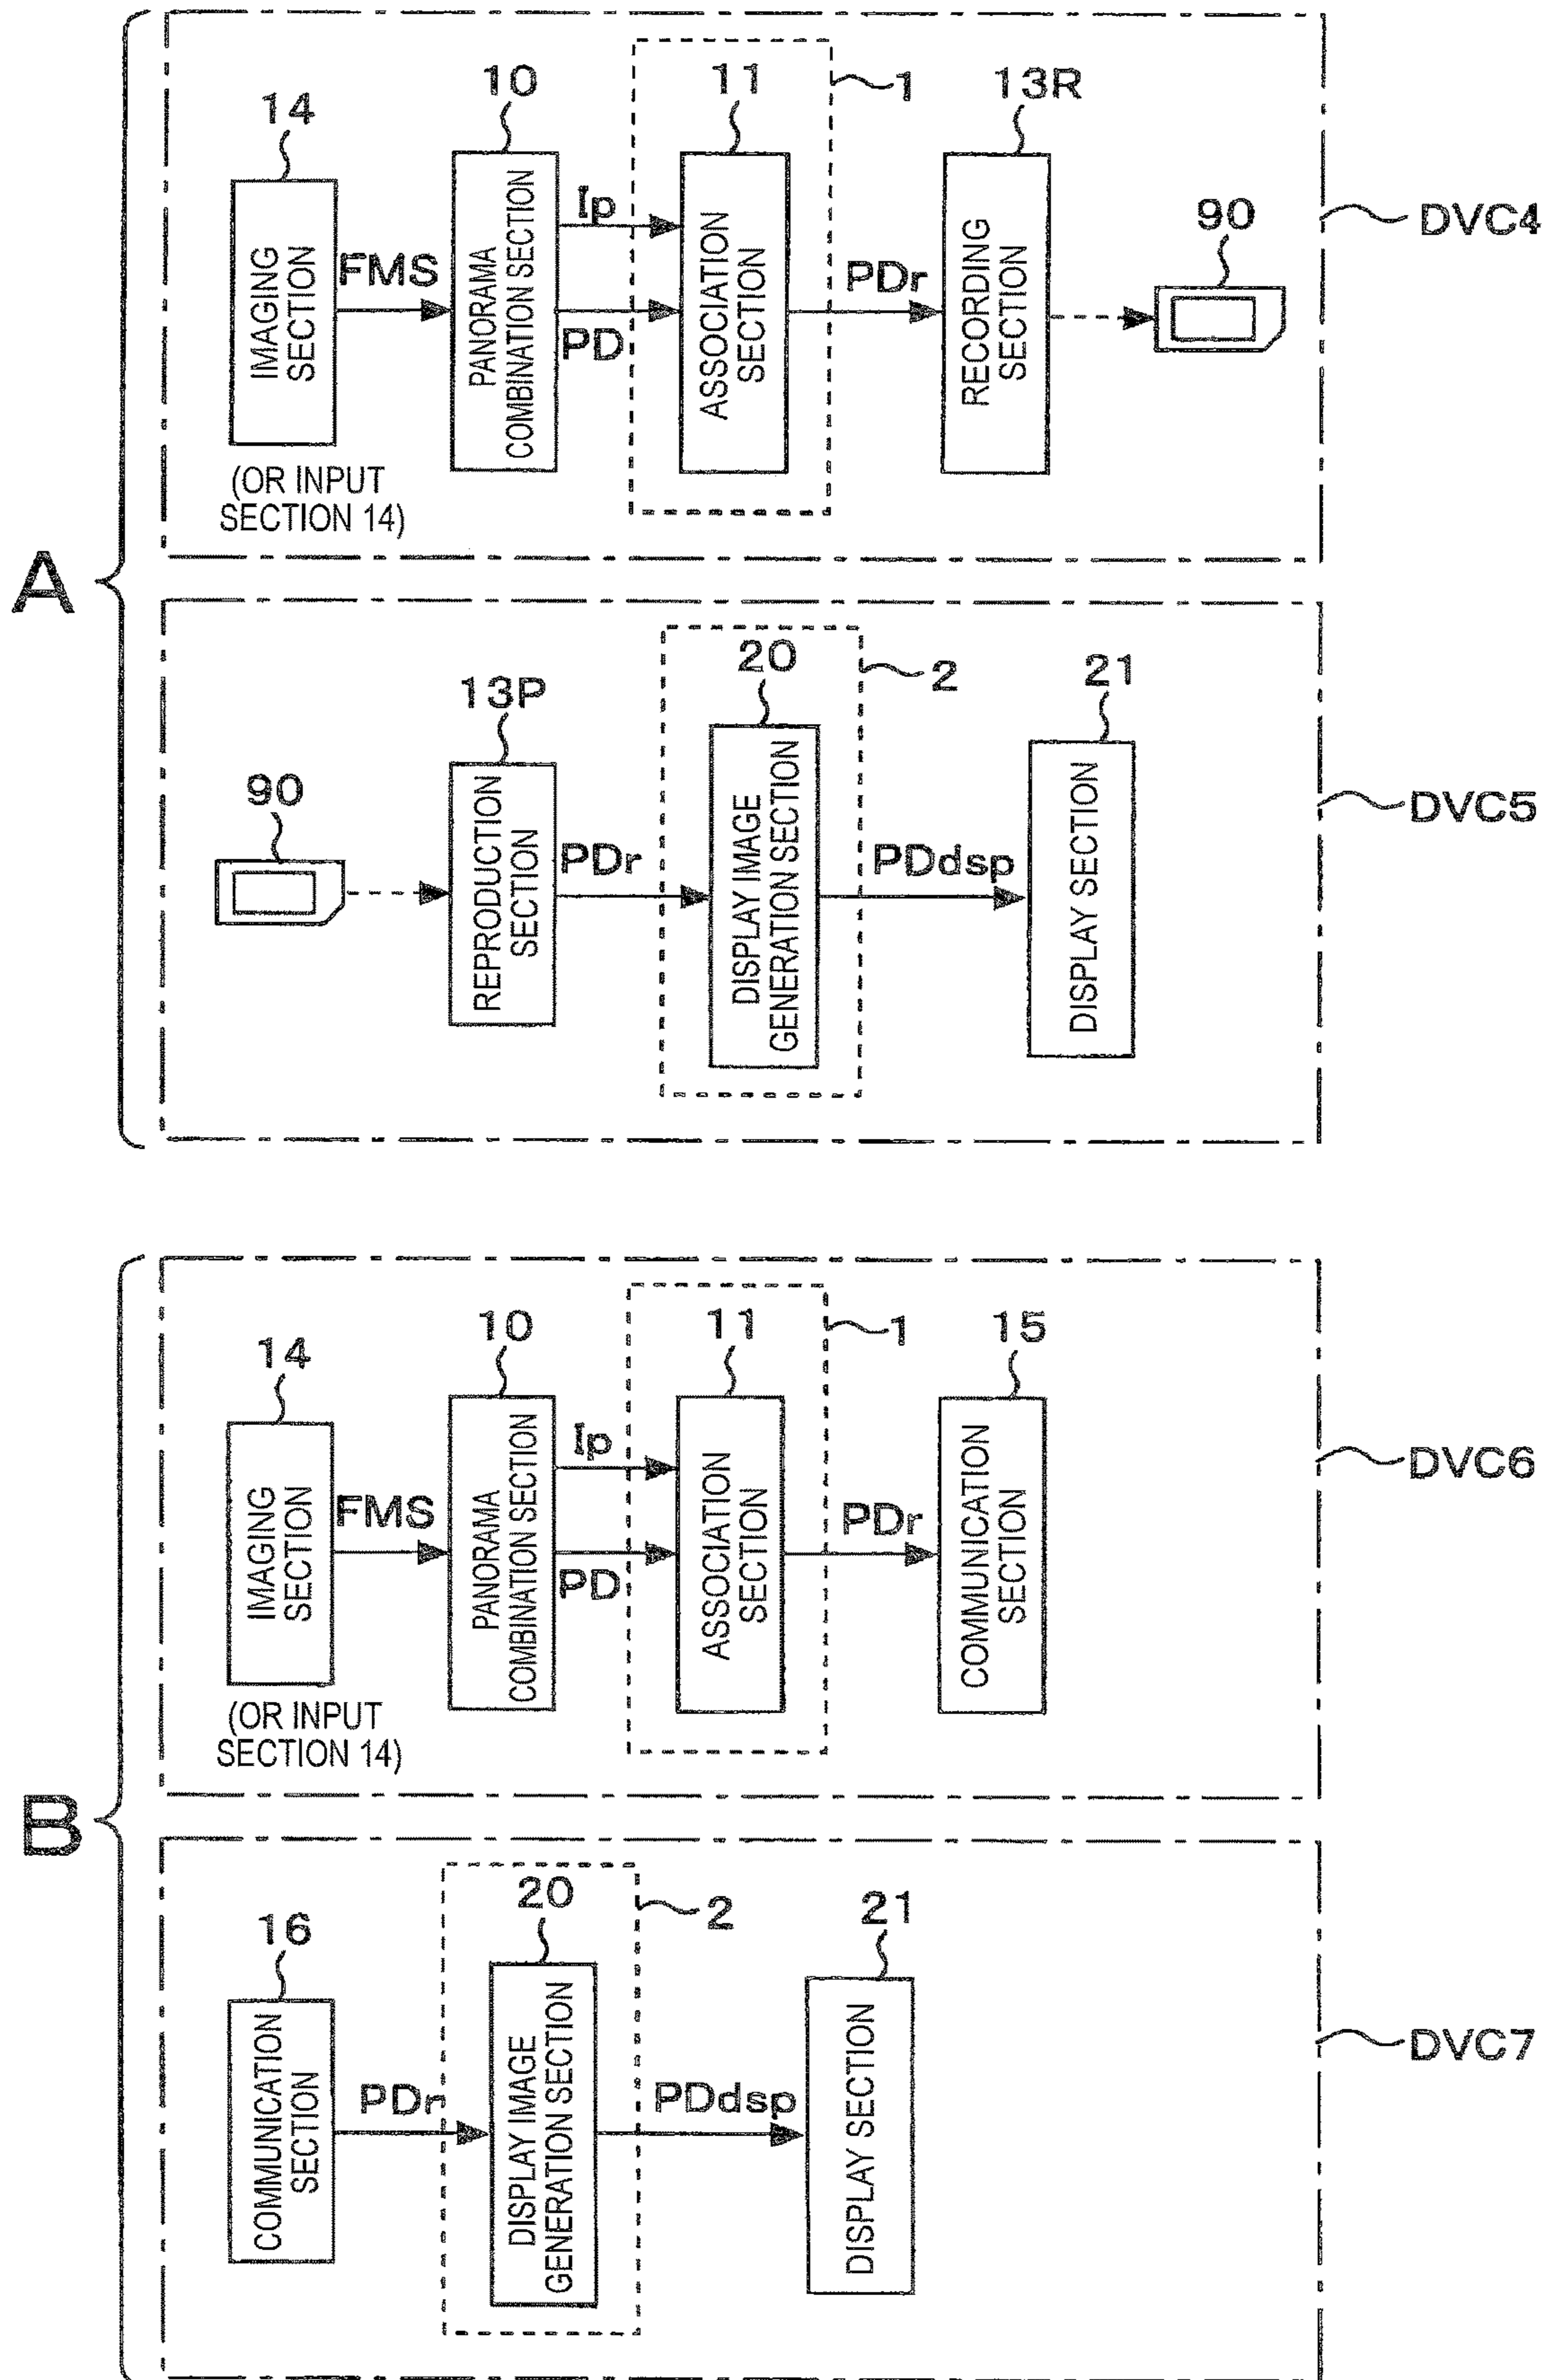 A
14
IMAGING
SECTION
(OR INPUT
SECTION 14)
FMS
10
PANORAMA
COMBINATION SECTION
Ip
PD
11
ASSOCIATION
SECTION
1
PDr
13R
RECORDING
SECTION
90
DVC4
90
13P
REPRODUCTION
SECTION
PDr
20
DISPLAY IMAGE
GENERATION SECTION
2
PDdsp
21
DISPLAY SECTION
DVC5
B
14
IMAGING
SECTION
(OR INPUT
SECTION 14)
FMS
10
PANORAMA
COMBINATION SECTION
Ip
PD
11
ASSOCIATION
SECTION
1
PDr
15
COMMUNICATION
SECTION
DVC6
16
COMMUNICATION
SECTION
PDr
20
DISPLAY IMAGE
GENERATION SECTION
2
PDdsp
21
DISPLAY SECTION
DVC7